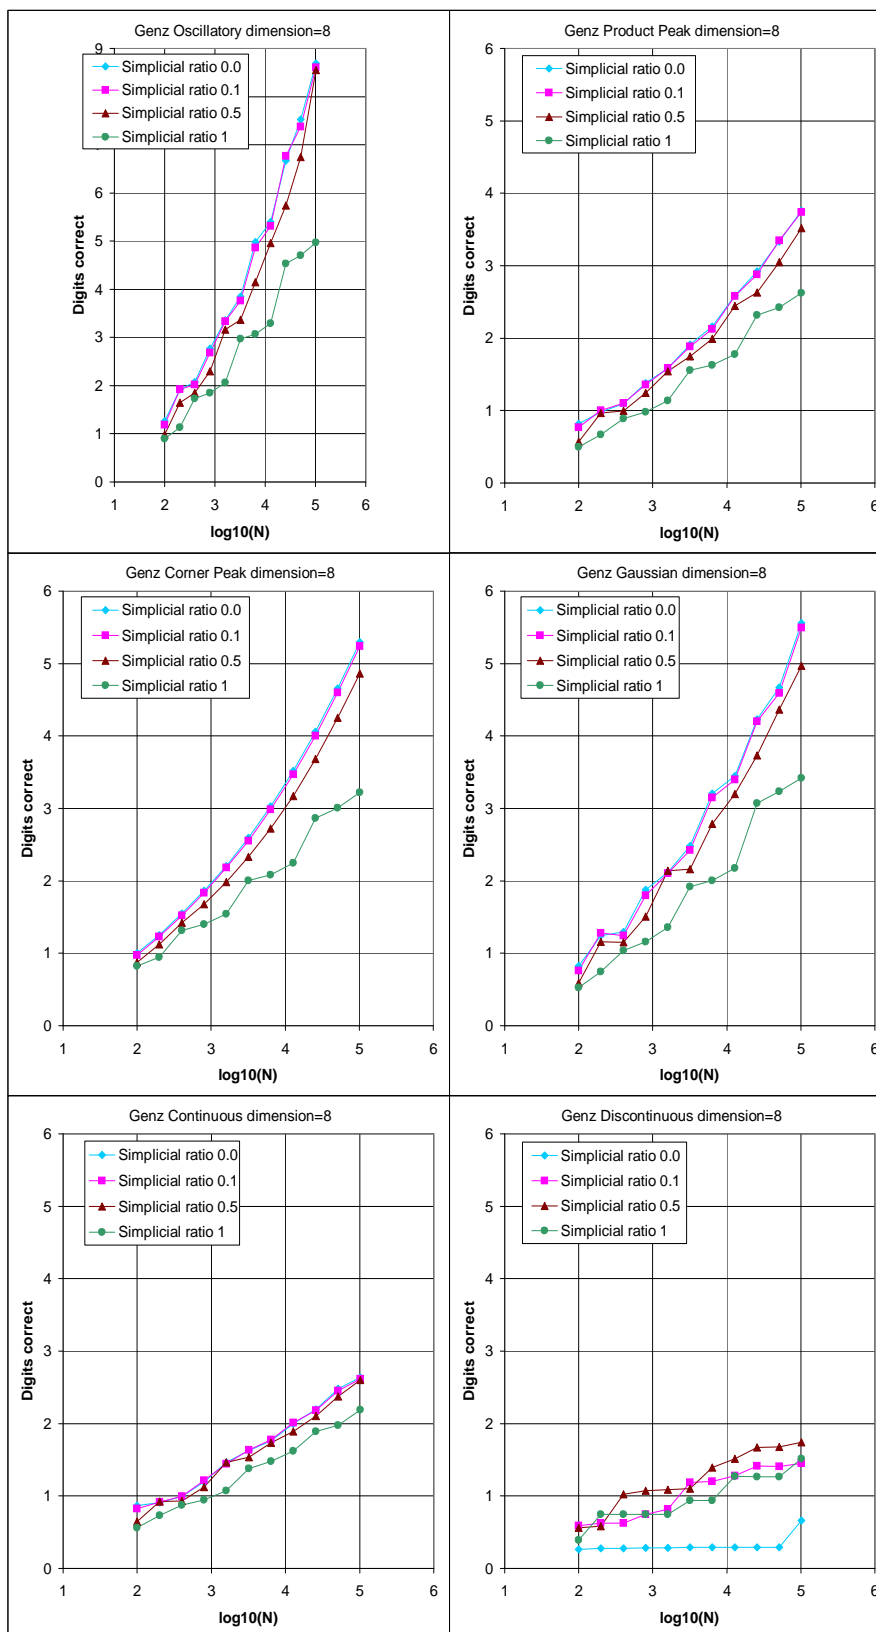 Genz Oscillatory dimension=8
9
Simplicial ratio 0.0
Simplicial ratio 0.1
Simplicial ratio 0.5
Simplicial ratio 1
Digits correct
6
5
4
3
2
1
0
1 2 3 4 5 6
log10(N)
Genz Product Peak dimension=8
6
Simplicial ratio 0.0
Simplicial ratio 0.1
Simplicial ratio 0.5
Simplicial ratio 1
Digits correct
5
4
3
2
1
0
1 2 3 4 5 6
log10(N)
Genz Corner Peak dimension=8
6
Simplicial ratio 0.0
Simplicial ratio 0.1
Simplicial ratio 0.5
Simplicial ratio 1
Digits correct
5
4
3
2
1
0
1 2 3 4 5 6
log10(N)
Genz Gaussian dimension=8
6
Simplicial ratio 0.0
Simplicial ratio 0.1
Simplicial ratio 0.5
Simplicial ratio 1
Digits correct
5
4
3
2
1
0
1 2 3 4 5 6
log10(N)
Genz Continuous dimension=8
6
Simplicial ratio 0.0
Simplicial ratio 0.1
Simplicial ratio 0.5
Simplicial ratio 1
Digits correct
5
4
3
2
1
0
1 2 3 4 5 6
log10(N)
Genz Discontinuous dimension=8
6
Simplicial ratio 0.0
Simplicial ratio 0.1
Simplicial ratio 0.5
Simplicial ratio 1
Digits correct
5
4
3
2
1
0
1 2 3 4 5 6
log10(N)